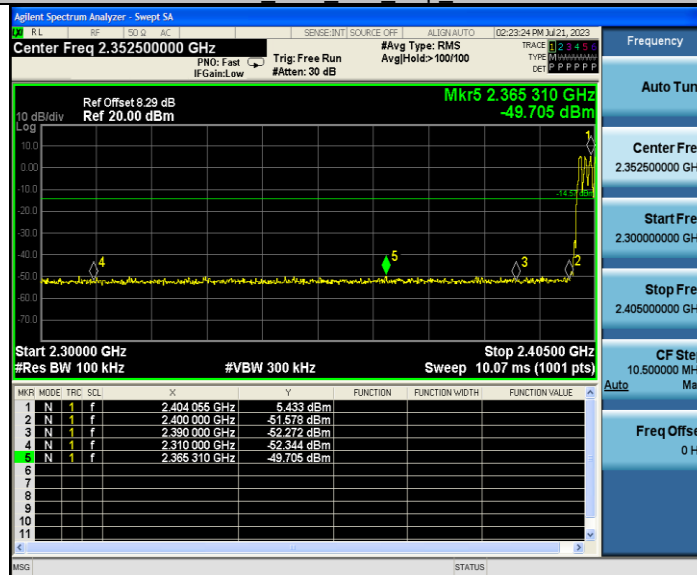 Agilent Spectrum Analyzer - Swept SA
RL RF 50 Ω AC SENSE:INT SOURCE OFF ALIGN AUTO 02:23:24 PM Jul 21, 2023
Center Freq 2.352500000 GHz
PNO: Fast
IFGain:Low
Trig: Free Run
#Atten: 30 dB
#Avg Type: RMS
Avg|Hold:>100/100
TRACE 1 2 3 4 5 6
TYPE M
DET P P P P P P
Mkr5 2.365 310 GHz
-49.705 dBm
Ref Offset 8.29 dB
10 dB/div Ref 20.00 dBm
Log
10.0
0.00
-10.0
-20.0
-30.0
-40.0
-50.0
-60.0
-70.0
1
2
3
4
5
Start 2.30000 GHz Stop 2.40500 GHz
#Res BW 100 kHz #VBW 300 kHz Sweep 10.07 ms (1001 pts)
MKR MODE TRC SCL X Y FUNCTION FUNCTION WIDTH FUNCTION VALUE
1 N 1 f 2.404 055 GHz 5.433 dBm
2 N 1 f 2.400 000 GHz -51.578 dBm
3 N 1 f 2.390 000 GHz -52.272 dBm
4 N 1 f 2.310 000 GHz -52.344 dBm
5 N 1 f 2.365 310 GHz -49.705 dBm
6
7
8
9
10
11
MSG STATUS
Frequency
Auto Tun
Center Fre
2.352500000 GH
Start Fre
2.300000000 GH
Stop Fre
2.405000000 GH
CF Ste
10.500000 MH
Auto Ma
Freq Offse
0 H